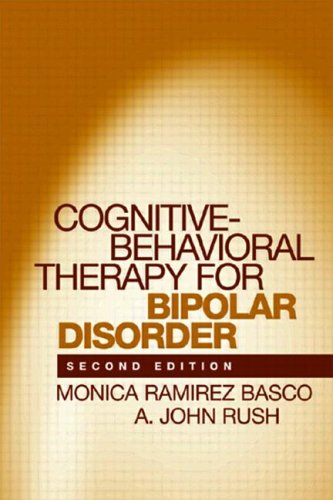 COGNITIVE-
BEHAVIORAL
THERAPY FOR
BIPOLAR
DISORDER
SECOND EDITION
MONICA RAMIREZ BASCO
A. JOHN RUSH